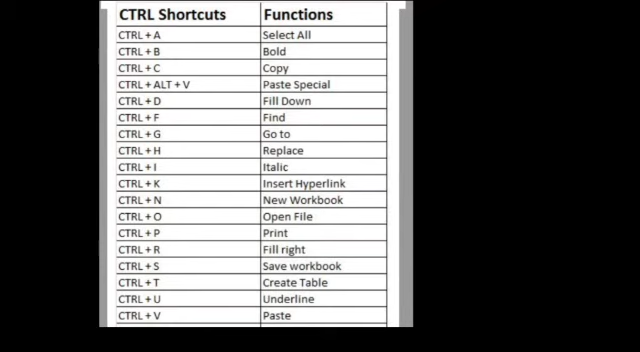 CTRL Shortcuts Functions
CTRL + A Select All
CTRL + B Bold
CTRL + C Copy
CTRL + ALT + V Paste Special
CTRL + D Fill Down
CTRL + F Find
CTRL + G Go to
CTRL + H Replace
CTRL + I Italic
CTRL + K Insert Hyperlink
CTRL + N New Workbook
CTRL + O Open File
CTRL + P Print
CTRL + R Fill right
CTRL + S Save workbook
CTRL + T Create Table
CTRL + U Underline
CTRL + V Paste